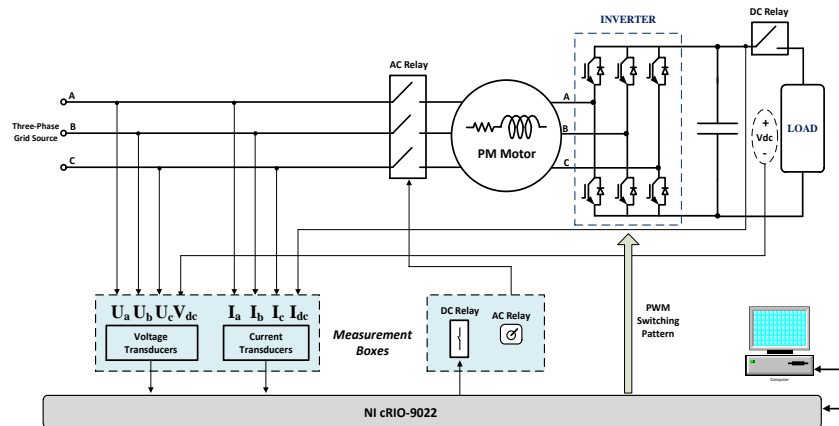 INVERTER
DC Relay
AC Relay
A
Three-Phase
Grid Source
B
C
PM Motor
A
B
C
+
Vdc
-
LOAD
Ua Ub Uc Vdc
Ia Ib Ic Idc
Voltage
Transducers
Current
Transducers
Measurement
Boxes
DC Relay
AC Relay
PWM
Switching
Pattern
Computer
NI cRIO-9022